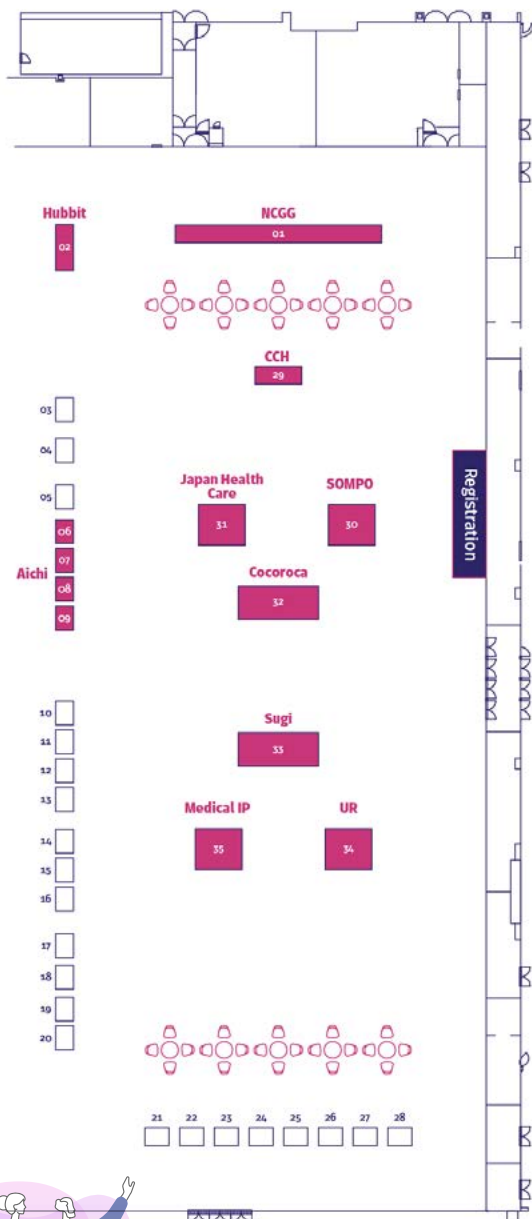 Hubbit
NCGG
02
01
CCH
29
03
04
05
Japan Health
Care
SOMPO
31
30
Registration
06
07
Aichi
08
09
Cocoroca
32
10
11
12
13
Sugi
33
Medical IP
UR
35
34
14
15
16
17
18
19
20
21
22
23
24
25
26
27
28